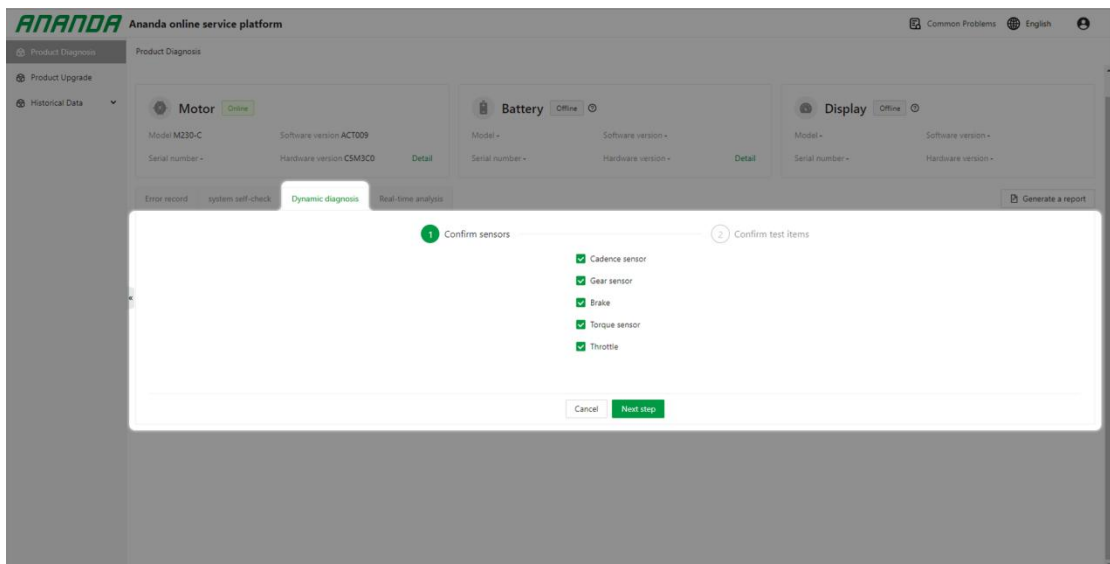 ANANDA Ananda online service platform Common Problems English
Product Diagnosis
Product Upgrade
Historical Data
Product Diagnosis
Motor Online
Model M230-C Software version ACT009
Serial number - Hardware version C5M3C0 Detail
Battery Offline
Model - Software version -
Serial number - Hardware version - Detail
Display Offline
Model - Software version -
Serial number - Hardware version -
Error record system self-check Dynamic diagnosis Real-time analysis Generate a report
1 Confirm sensors 2 Confirm test items
Cadence sensor
Gear sensor
Brake
Torque sensor
Throttle
Cancel Next step